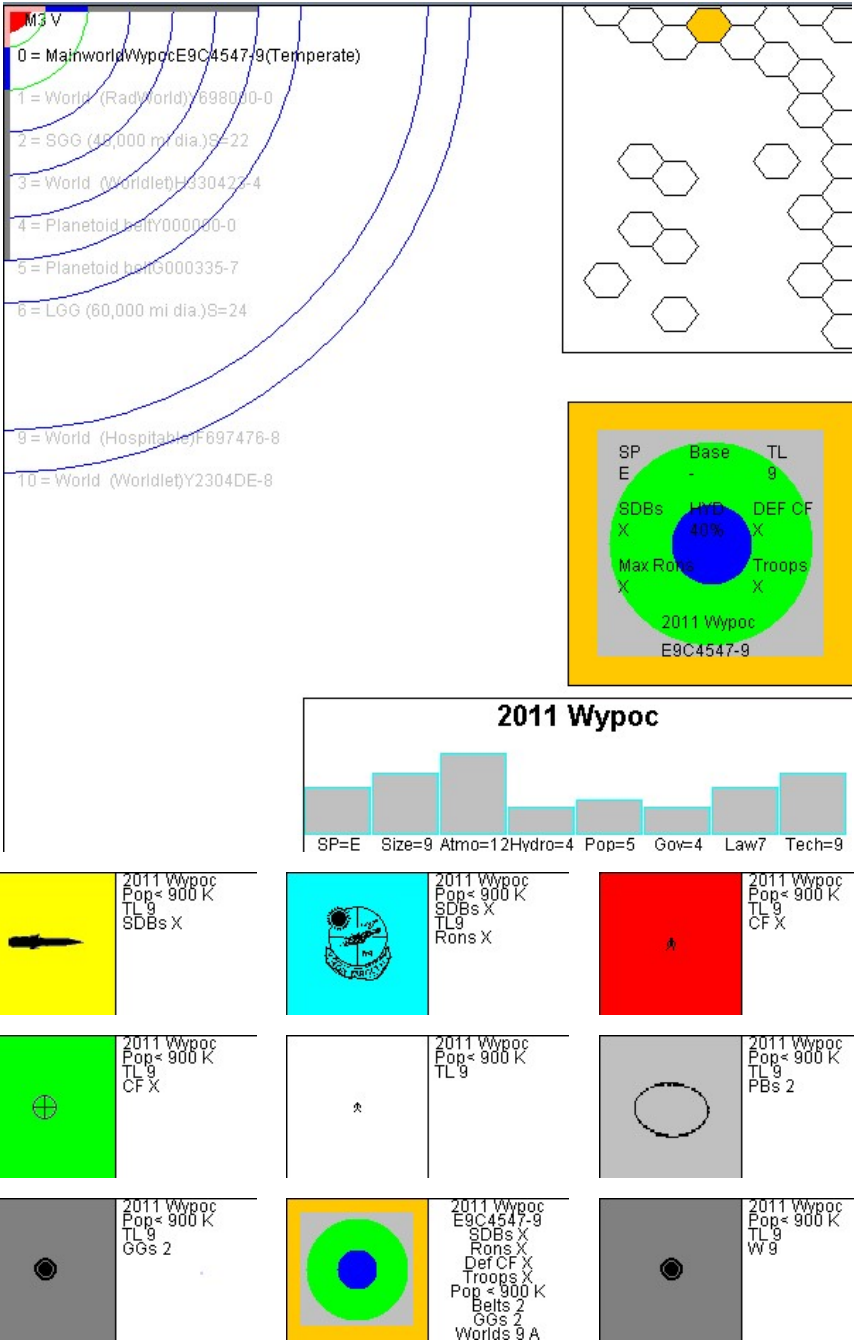 M3 V
0 = MainworldWypocE9C4547-9(Temperate)
1 = World (RadWorld)Y698000-0
2 = SGG (48,000 mi dia.)S=22
3 = World (Worldlet)H330423-4
4 = Planetoid beltY000000-0
5 = Planetoid beltG000335-7
6 = LGG (60,000 mi dia.)S=24
9 = World (Hospitable)F697476-8
10 = World (Worldlet)Y2304DE-8
SP Base TL
E - 9
SDBs HYD DEF CF
X 40% X
Max Rons Troops
X X
2011 Wypoc
E9C4547-9
2011 Wypoc
SP=E Size=9 Atmo=12 Hydro=4 Pop=5 Gov=4 Law7 Tech=9
2011 Wypoc
Pop< 900 K
TL 9
SDBs X
2011 Wypoc
Pop< 900 K
SDBs X
TL9
Rons X
2011 Wypoc
Pop< 900 K
TL 9
CF X
2011 Wypoc
Pop< 900 K
TL 9
CF X
2011 Wypoc
Pop< 900 K
TL 9
2011 Wypoc
Pop< 900 K
TL 9
PBs 2
2011 Wypoc
Pop< 900 K
TL 9
GGs 2
2011 Wypoc
E9C4547-9
SDBs X
Rons X
Def CF X
Troops X
Pop < 900 K
Belts 2
GGs 2
Worlds 9 A
2011 Wypoc
Pop< 900 K
TL 9
W 9